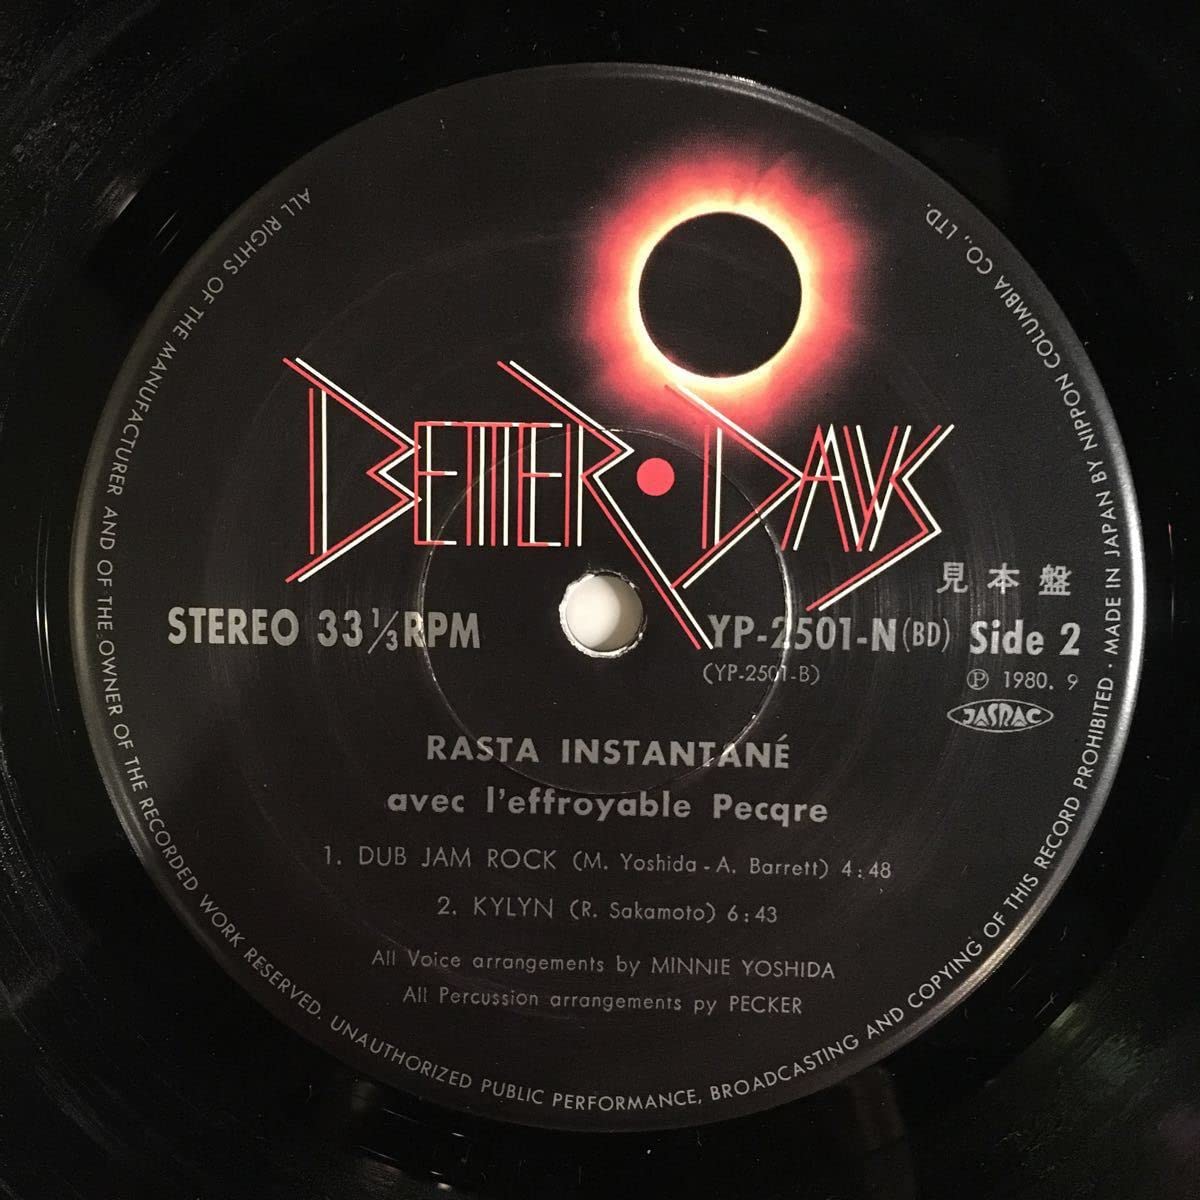 BETTER • DAYS
見本盤
STEREO 33 1/3 RPM
YP-2501-N (BD) Side 2
(YP-2501-B)
Ⓟ 1980. 9
JASRAC
RASTA INSTANTANÉ
avec l'effroyable Pecqre
1. DUB JAM ROCK (M. Yoshida - A. Barrett) 4:48
2. KYLYN (R. Sakamoto) 6:43
All Voice arrangements by MINNIE YOSHIDA
All Percussion arrangements py PECKER
ALL RIGHTS OF THE MANUFACTURER AND OF THE OWNER OF THE RECORDED WORK RESERVED. UNAUTHORIZED PUBLIC PERFORMANCE, BROADCASTING AND COPYING OF THIS RECORD PROHIBITED · MADE IN JAPAN BY NIPPON COLUMBIA CO., LTD.